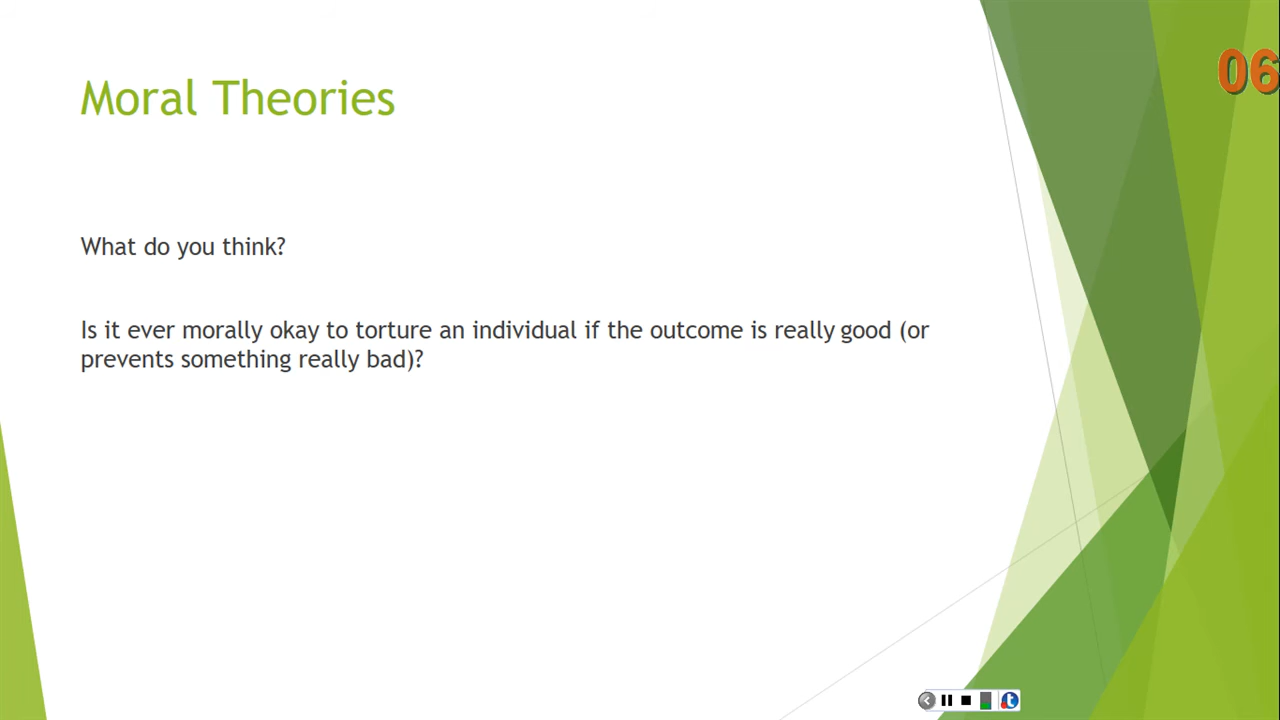 Moral Theories
06
What do you think?
Is it ever morally okay to torture an individual if the outcome is really good (or
prevents something really bad)?
t